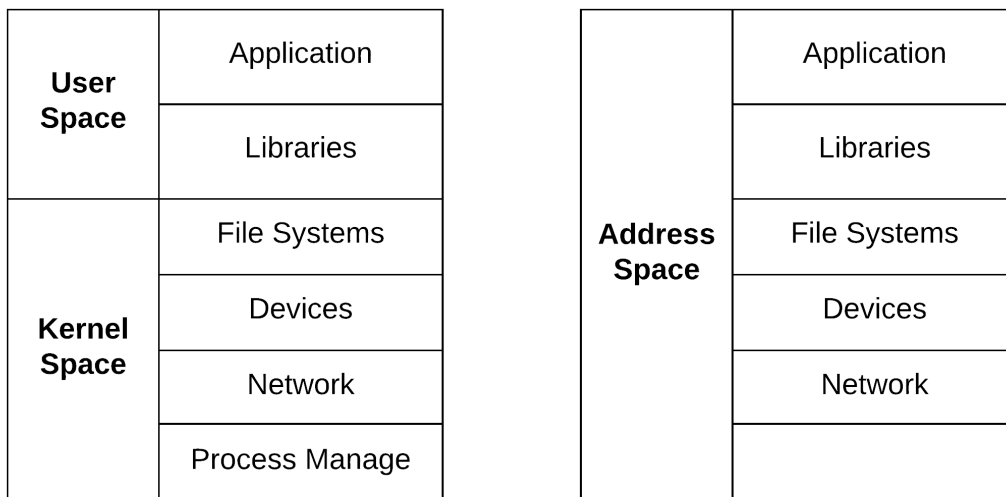 User
Space
Application
Libraries
Kernel
Space
File Systems
Devices
Network
Process Manage
Address
Space
Application
Libraries
File Systems
Devices
Network